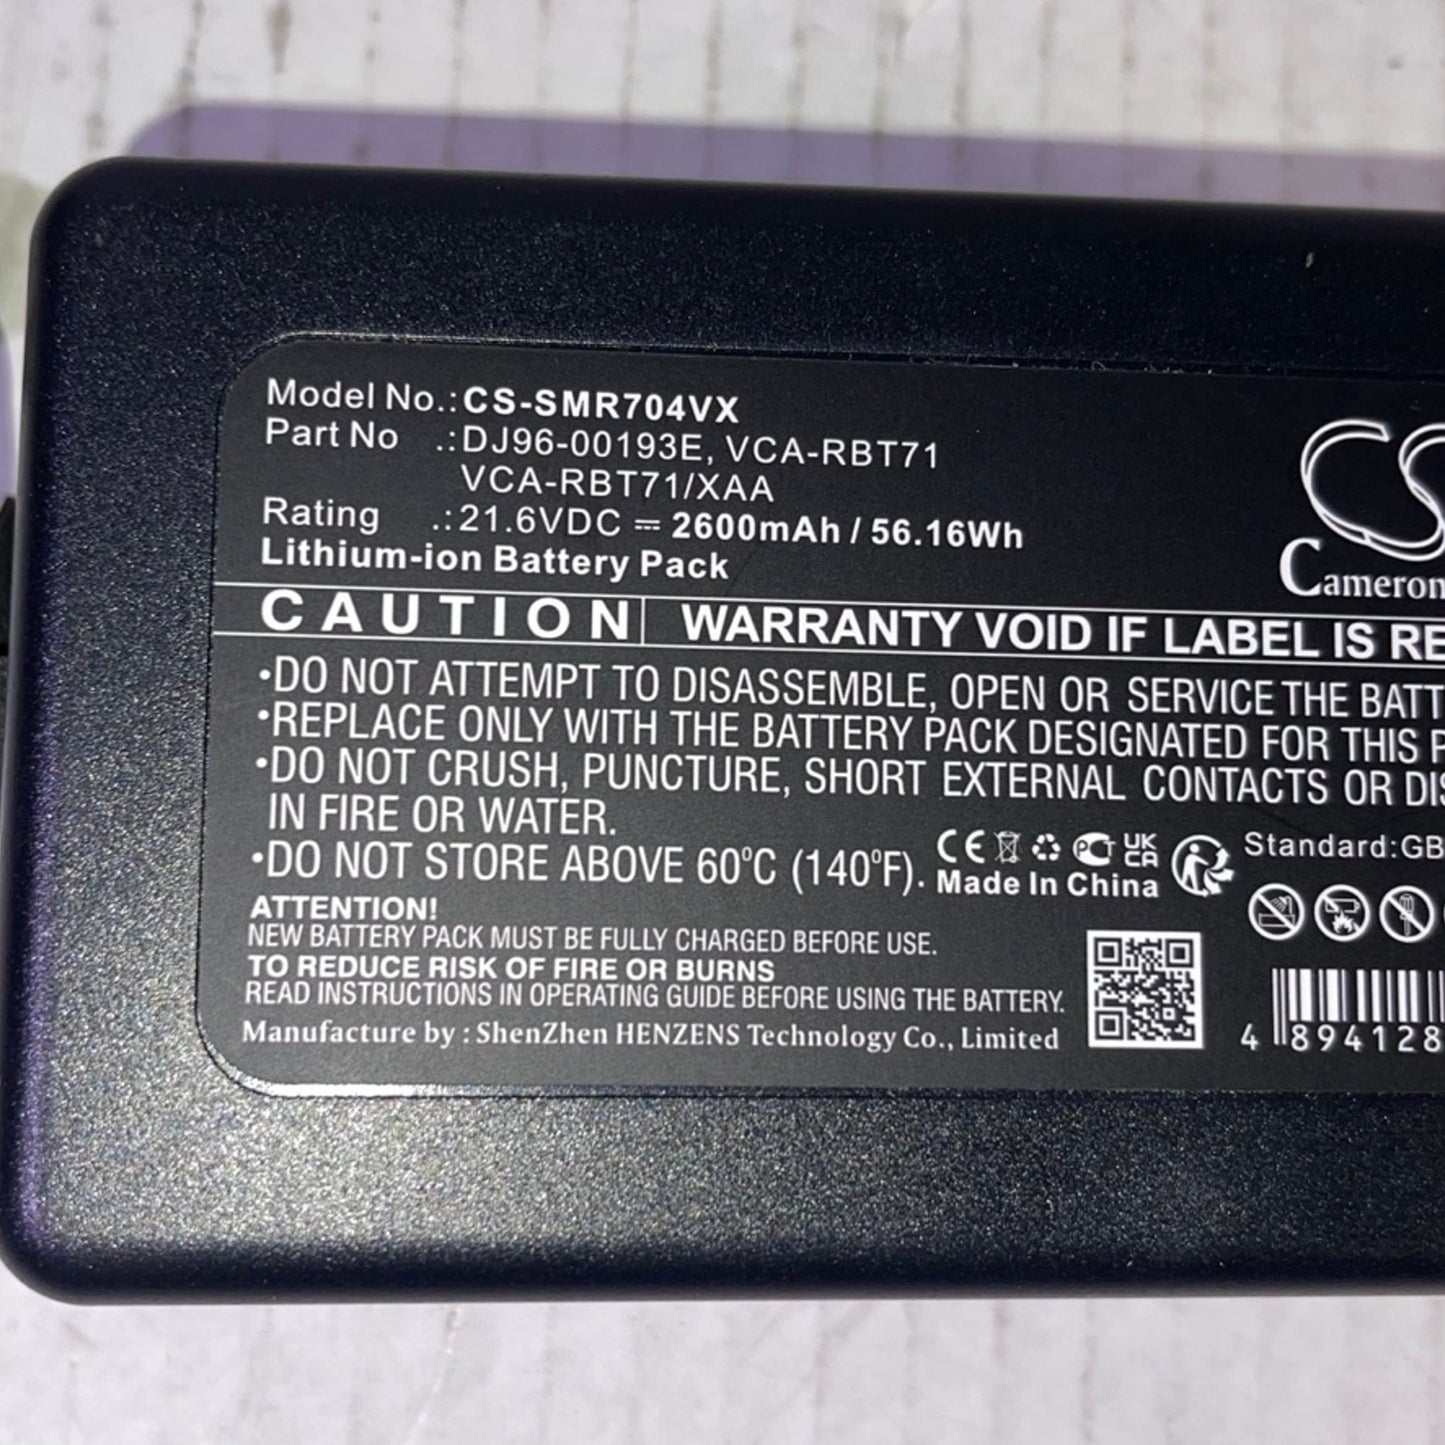 Model No.:CS-SMR704VX
Part No .:DJ96-00193E, VCA-RBT71
VCA-RBT71/XAA
Rating .:21.6VDC ⎓ 2600mAh / 56.16Wh
Lithium-ion Battery Pack
CS
Cameron
CAUTION WARRANTY VOID IF LABEL IS
•DO NOT ATTEMPT TO DISASSEMBLE, OPEN OR SERVICE THE
•REPLACE ONLY WITH THE BATTERY PACK DESIGNATED FOR THIS
•DO NOT CRUSH, PUNCTURE, SHORT EXTERNAL CONTACTS OR
IN FIRE OR WATER.
•DO NOT STORE ABOVE 60ºC (140ºF).
CE PCT UK CA
Made In China
Standard:GB
ATTENTION!
NEW BATTERY PACK MUST BE FULLY CHARGED BEFORE USE.
TO REDUCE RISK OF FIRE OR BURNS
READ INSTRUCTIONS IN OPERATING GUIDE BEFORE USING THE BATTERY.
Manufacture by : ShenZhen HENZENS Technology Co., Limited
4 894128